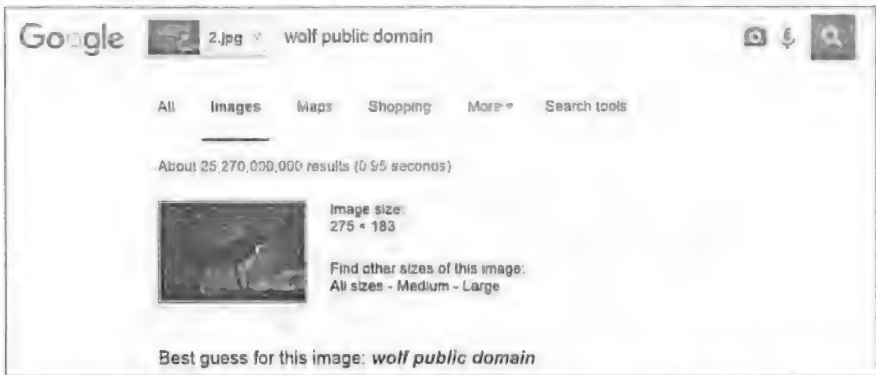 Google 2.jpg × wolf public domain
All Images Maps Shopping More ▾ Search tools
About 25,270,000,000 results (0.95 seconds)
Image size:
275 × 183
Find other sizes of this image:
All sizes - Medium - Large
Best guess for this image: wolf public domain